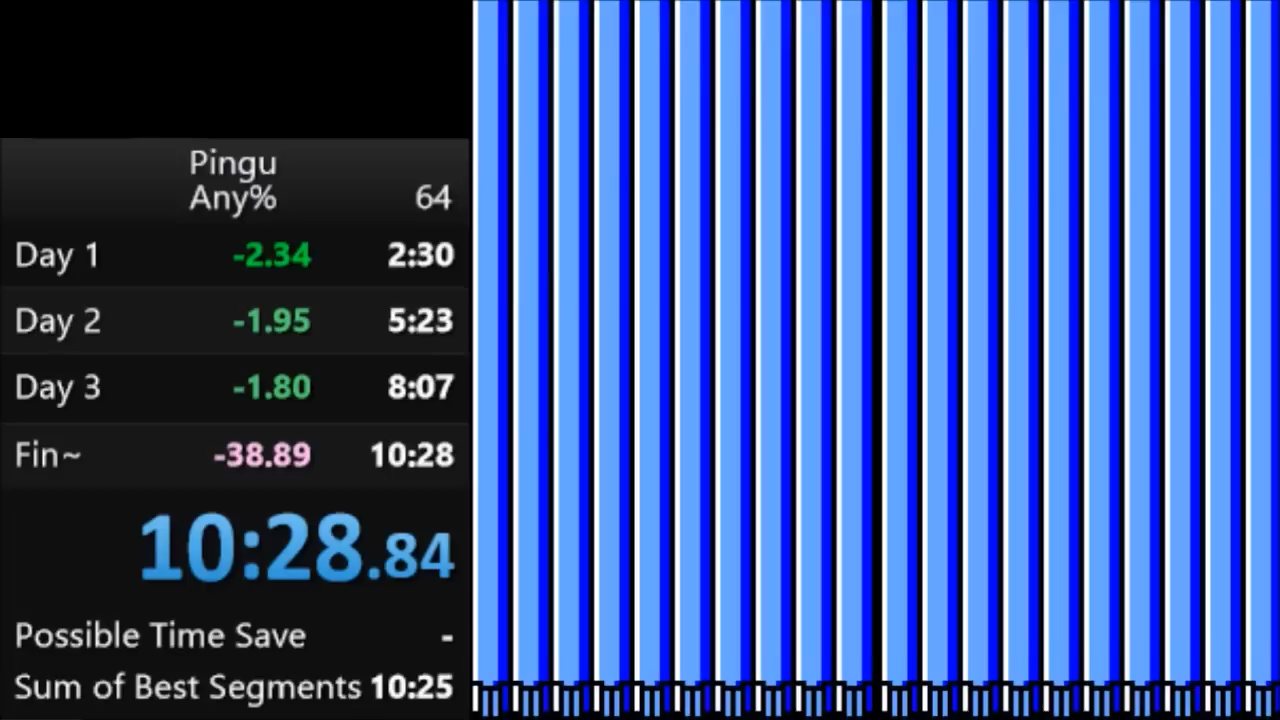 Pingu
Any% 64
Day 1 -2.34 2:30
Day 2 -1.95 5:23
Day 3 -1.80 8:07
Fin~ -38.89 10:28
10:28.84
Possible Time Save -
Sum of Best Segments 10:25